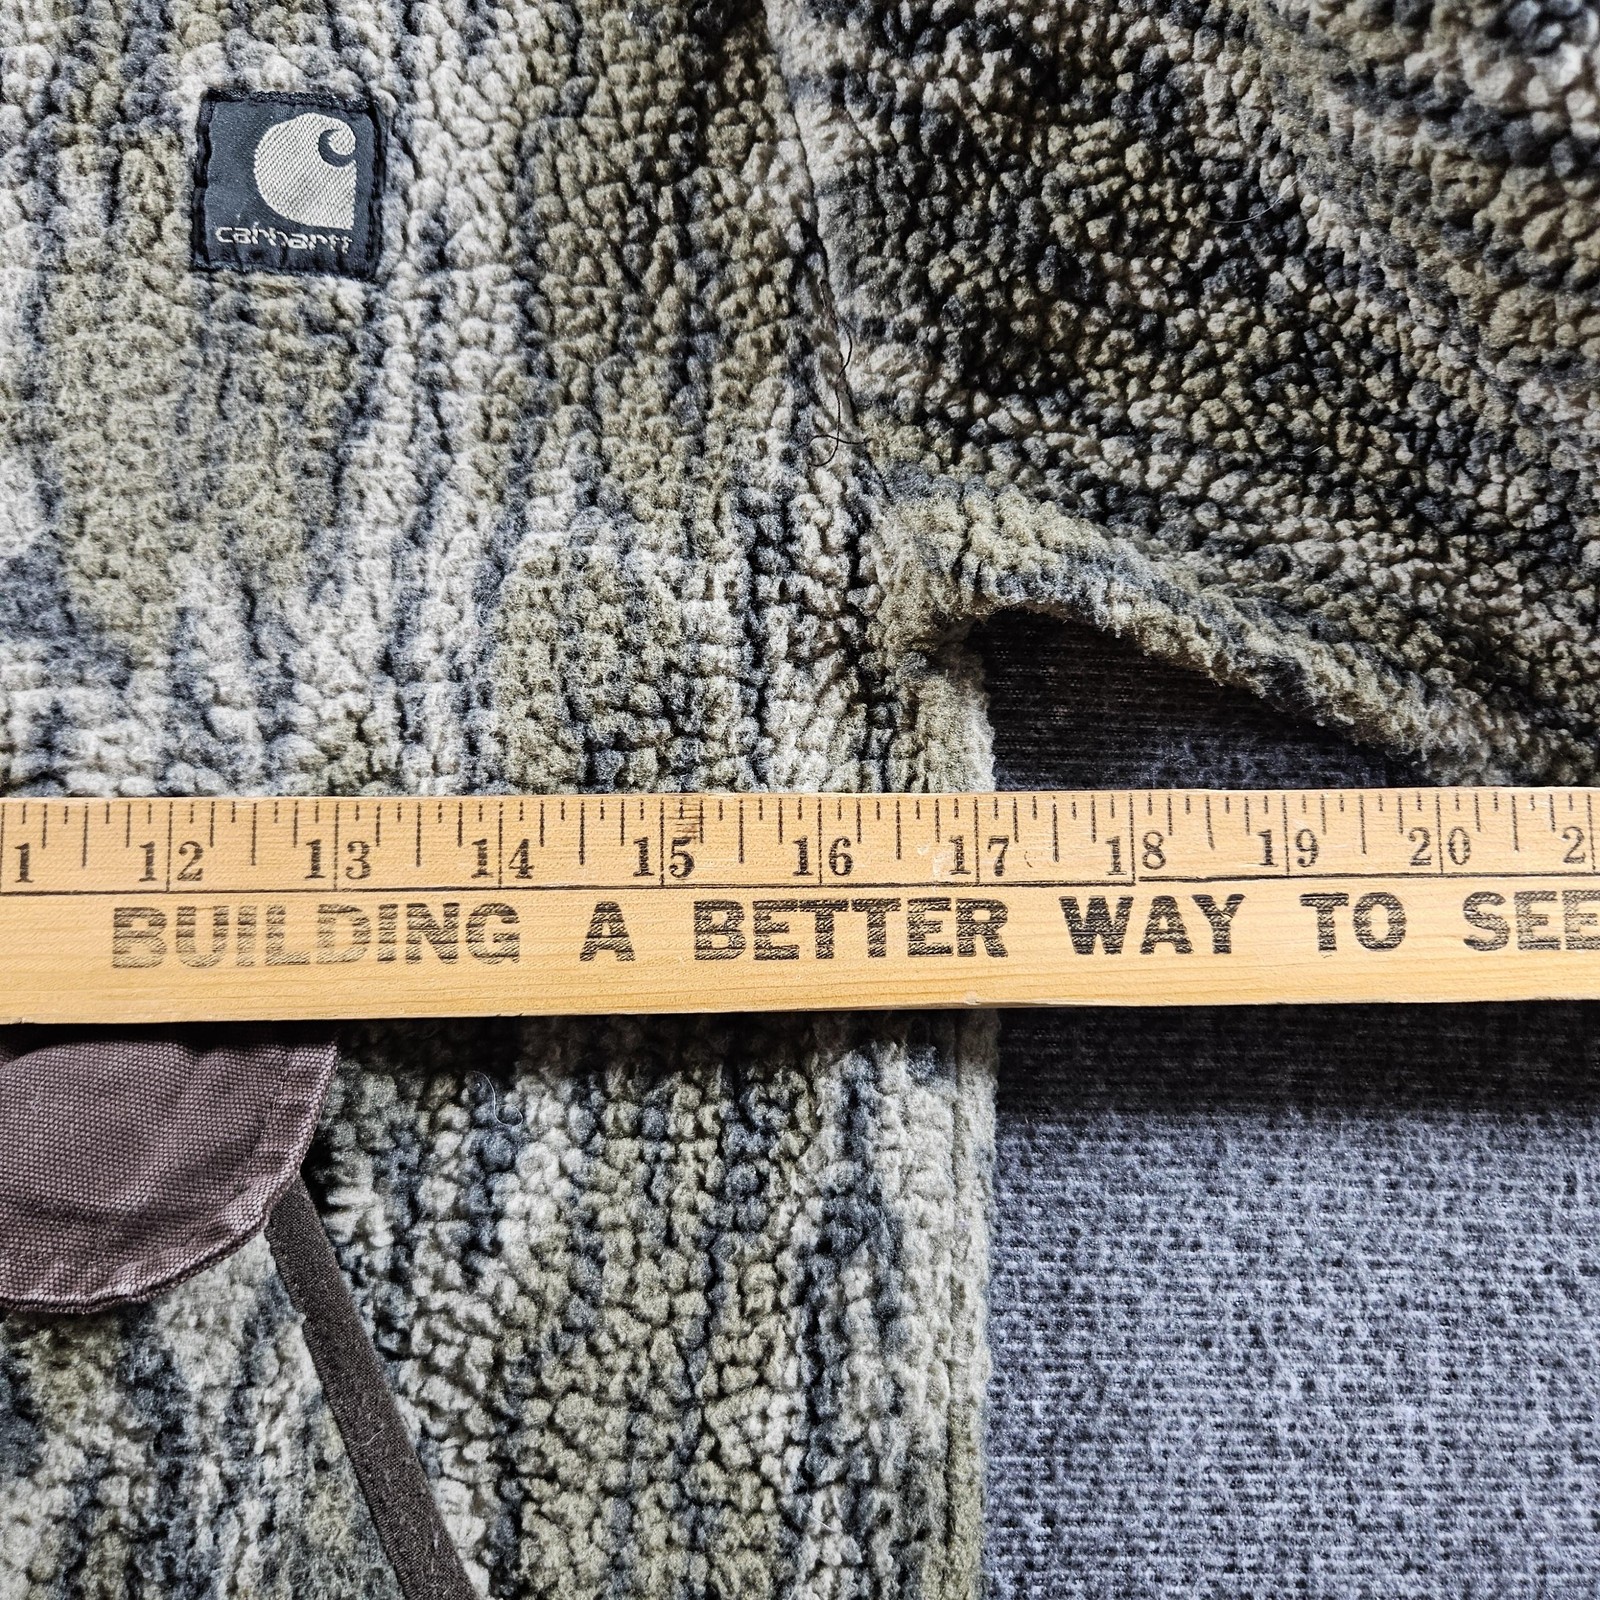 carhartt
1 12 13 14 15 16 17 18 19 20 2
BUILDING A BETTER WAY TO SEE